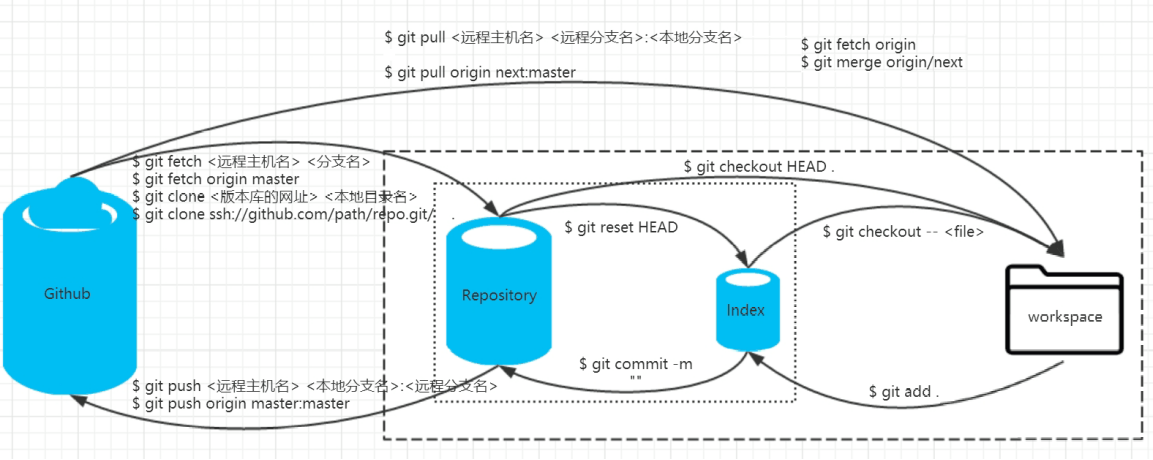 $ git pull <远程主机名> <远程分支名>:<本地分支名>
$ git pull origin next:master
$ git fetch origin
$ git merge origin/next
$ git fetch <远程主机名> <分支名>
$ git fetch origin master
$ git clone <版本库的网址> <本地目录名>
$ git clone ssh://github.com/path/repo.git/ .
$ git checkout HEAD .
$ git reset HEAD
$ git checkout -- <file>
Github
Repository
Index
workspace
$ git commit -m
""
$ git add .
$ git push <远程主机名> <本地分支名>:<远程分支名>
$ git push origin master:master